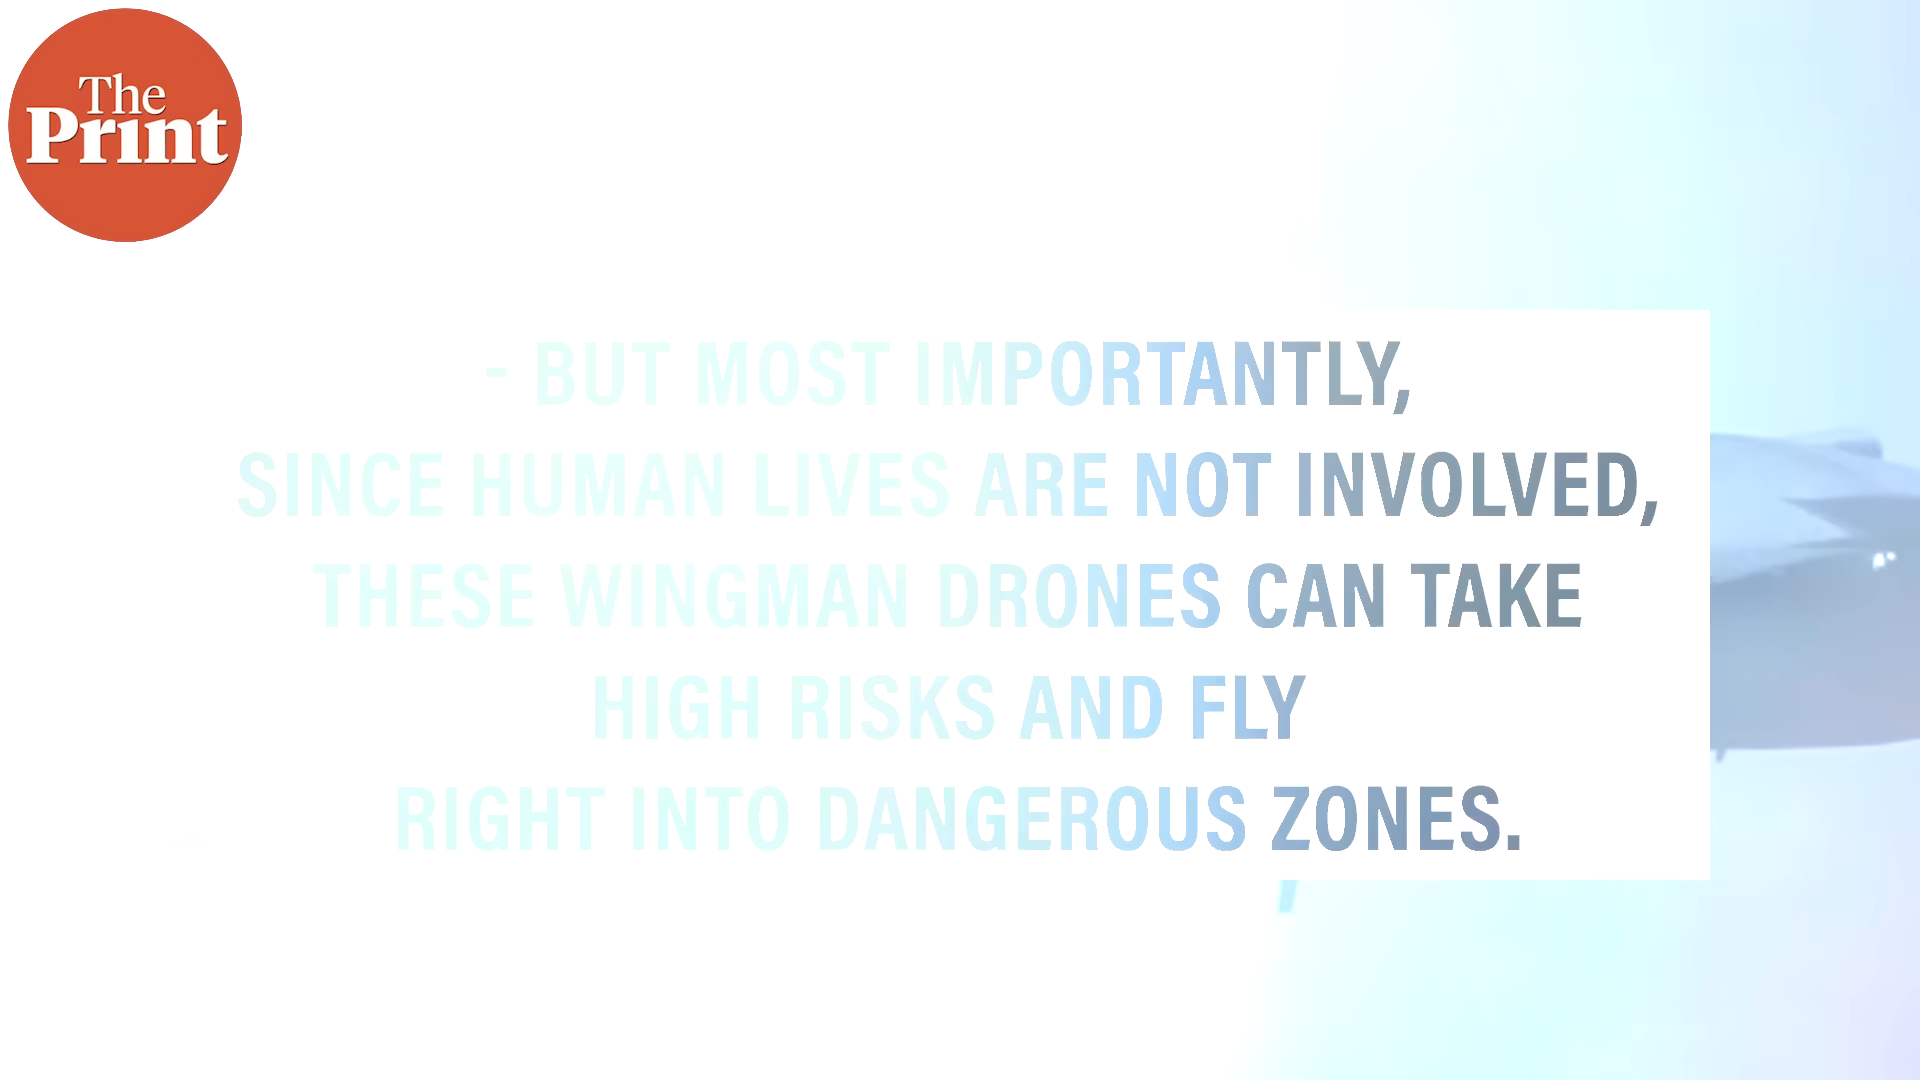 The
Print
- BUT MOST IMPORTANTLY,
SINCE HUMAN LIVES ARE NOT INVOLVED,
THESE WINGMAN DRONES CAN TAKE
HIGH RISKS AND FLY
RIGHT INTO DANGEROUS ZONES.